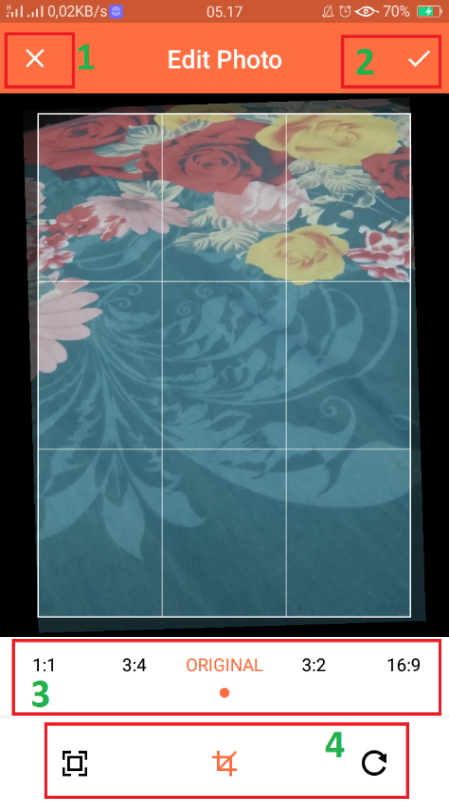 0,02KB/s 05.17 70%
1 Edit Photo 2
1:1 3:4 ORIGINAL 3:2 16:9
3
4